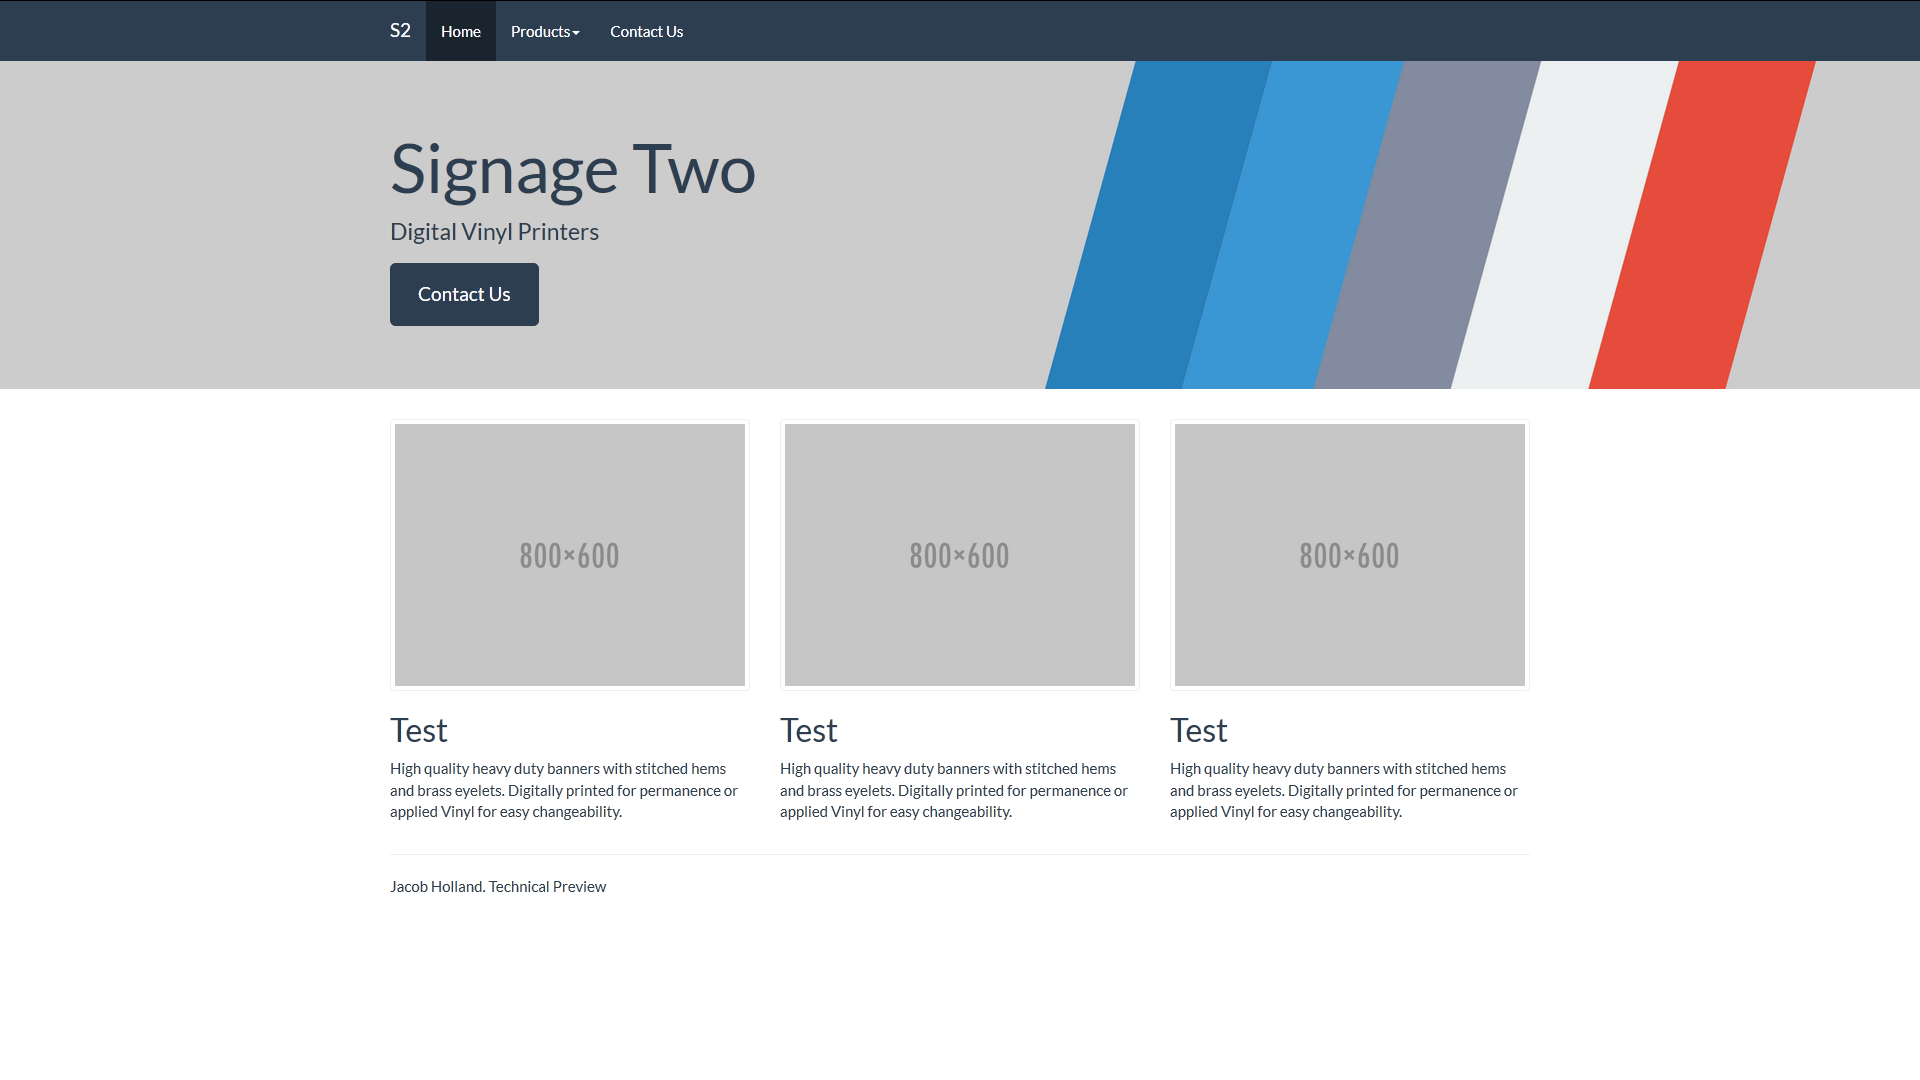 S2 Home Products Contact Us
Signage Two
Digital Vinyl Printers
Contact Us
800×600 800×600 800×600
Test
High quality heavy duty banners with stitched hems
and brass eyelets. Digitally printed for permanence or
applied Vinyl for easy changeability.
Test
High quality heavy duty banners with stitched hems
and brass eyelets. Digitally printed for permanence or
applied Vinyl for easy changeability.
Test
High quality heavy duty banners with stitched hems
and brass eyelets. Digitally printed for permanence or
applied Vinyl for easy changeability.
Jacob Holland. Technical Preview